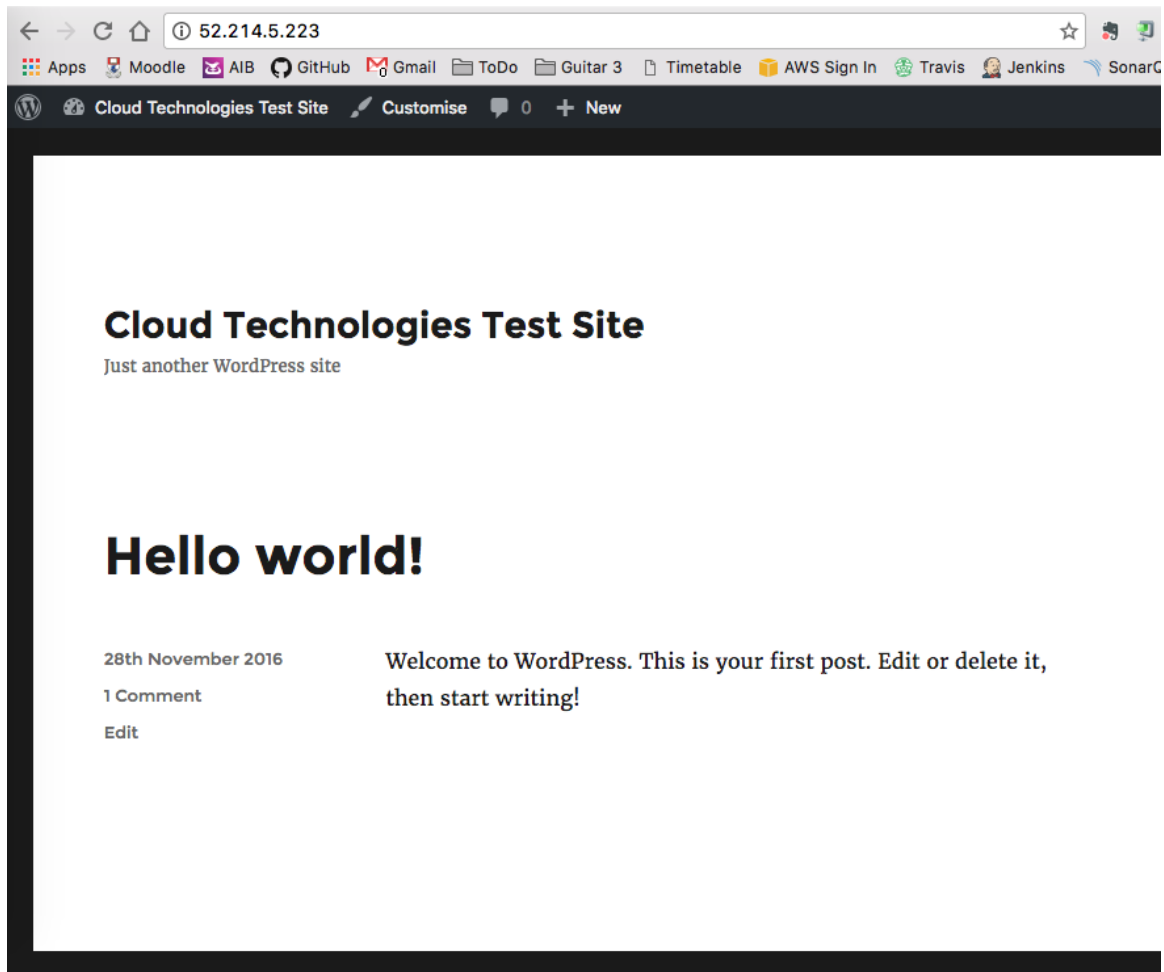 52.214.5.223
Apps Moodle AIB GitHub Gmail ToDo Guitar 3 Timetable AWS Sign In Travis Jenkins SonarQ
Cloud Technologies Test Site Customise 0 New
Cloud Technologies Test Site
Just another WordPress site
Hello world!
28th November 2016
1 Comment
Edit
Welcome to WordPress. This is your first post. Edit or delete it,
then start writing!